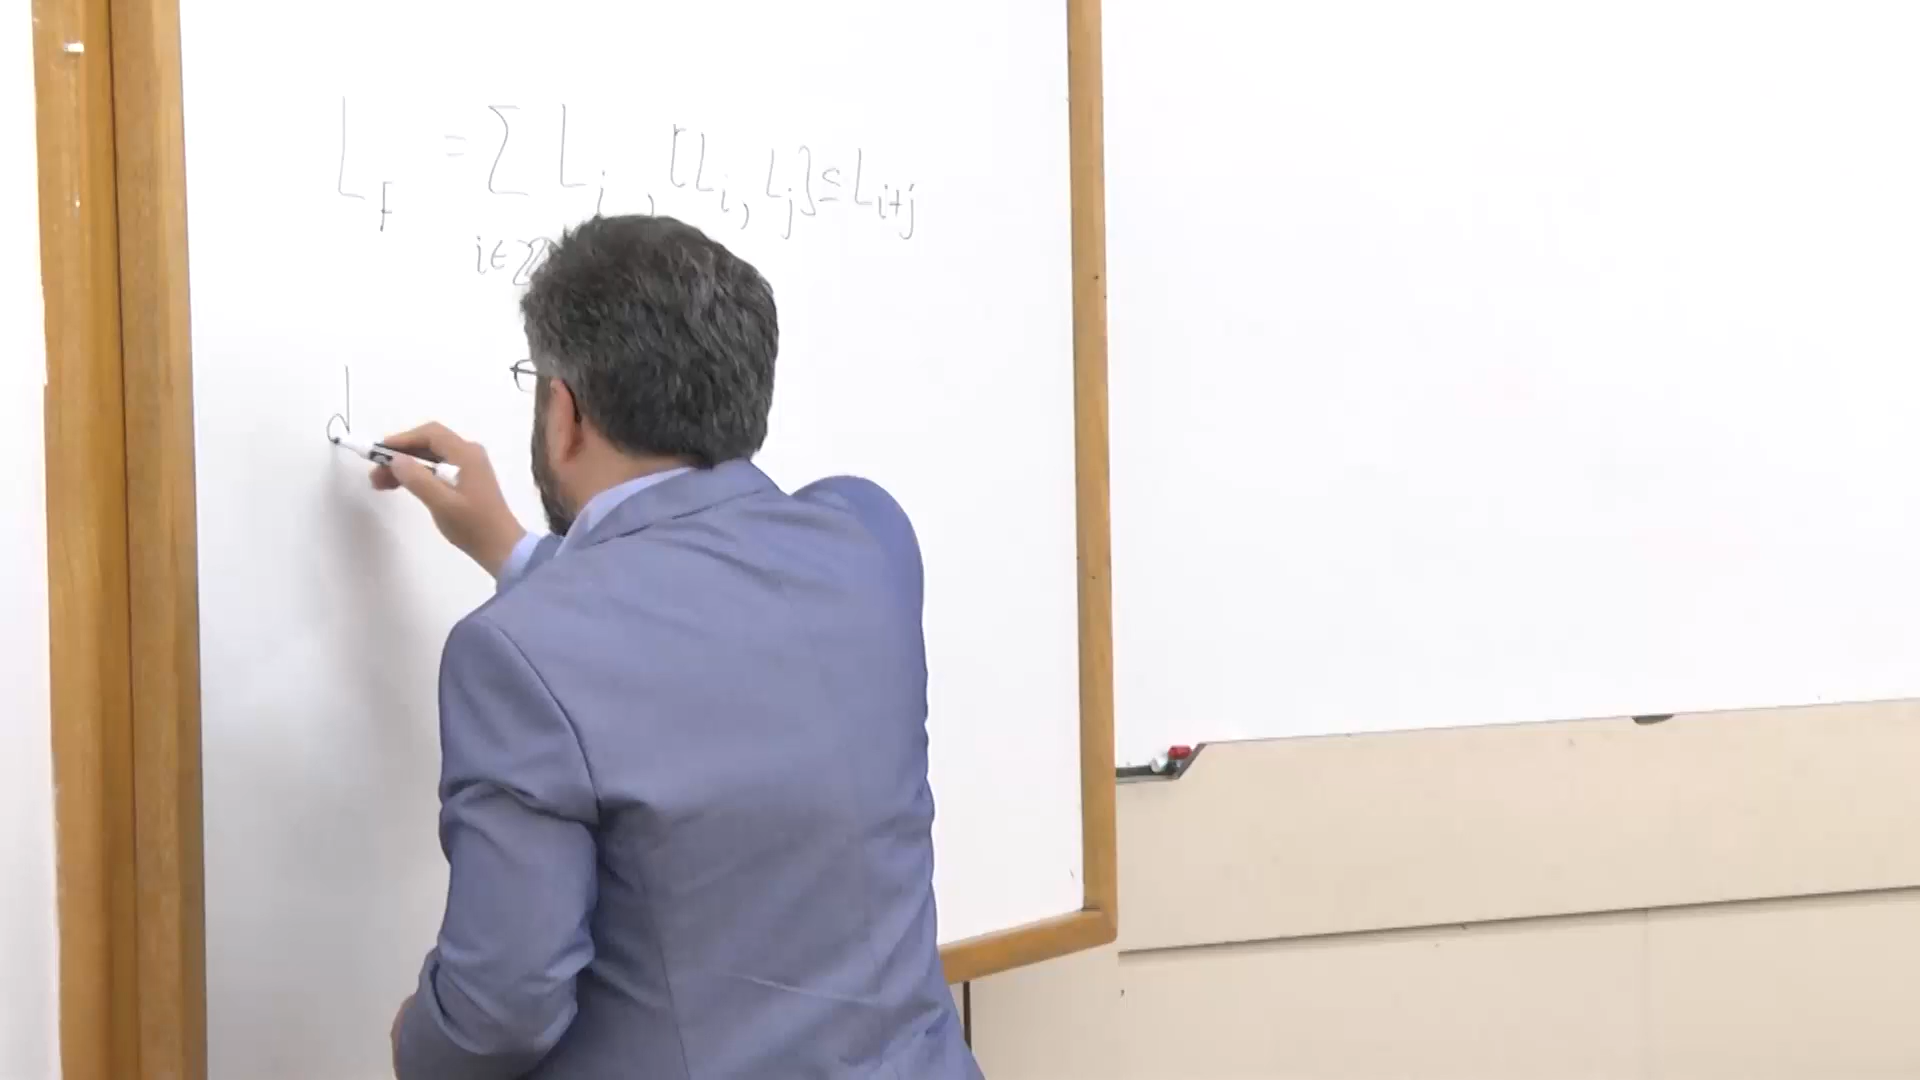 L_F = ∑ L_i , [L_i, L_j] ⊆ L_{i+j}
i ∈ ℤ
d